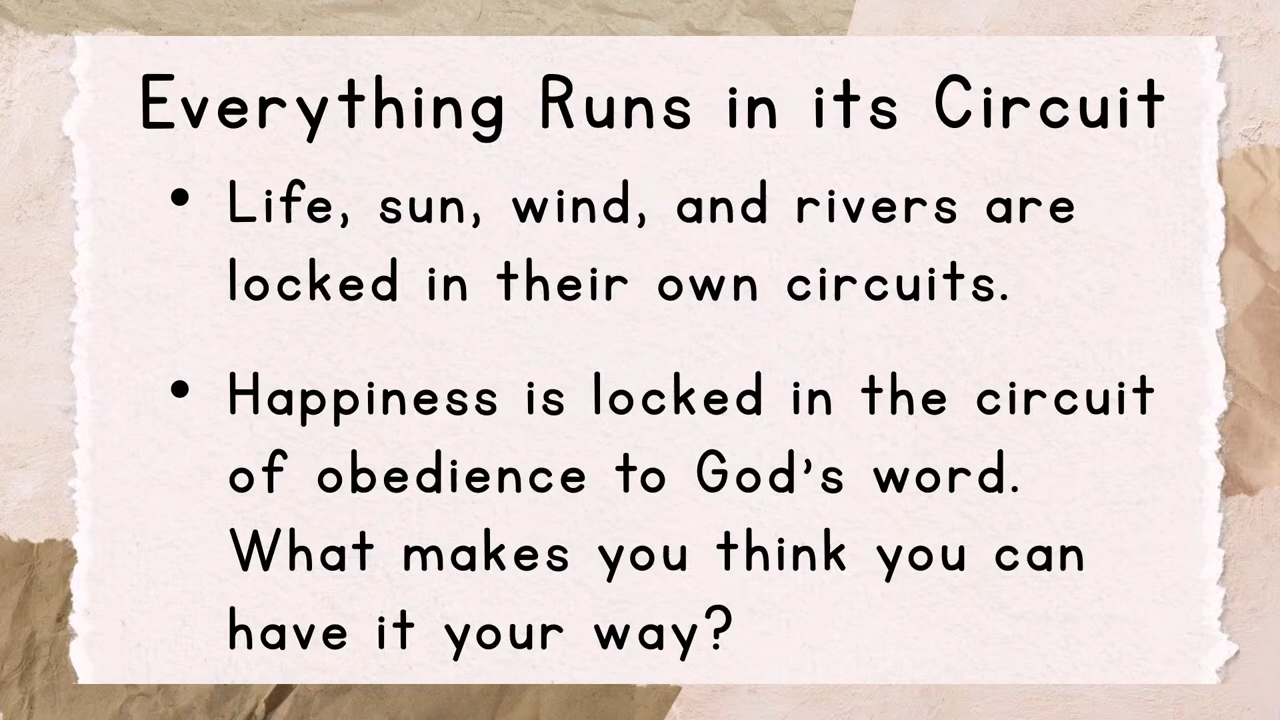 Everything Runs in its Circuit
• Life, sun, wind, and rivers are
locked in their own circuits.
• Happiness is locked in the circuit
of obedience to God's word.
What makes you think you can
have it your way?